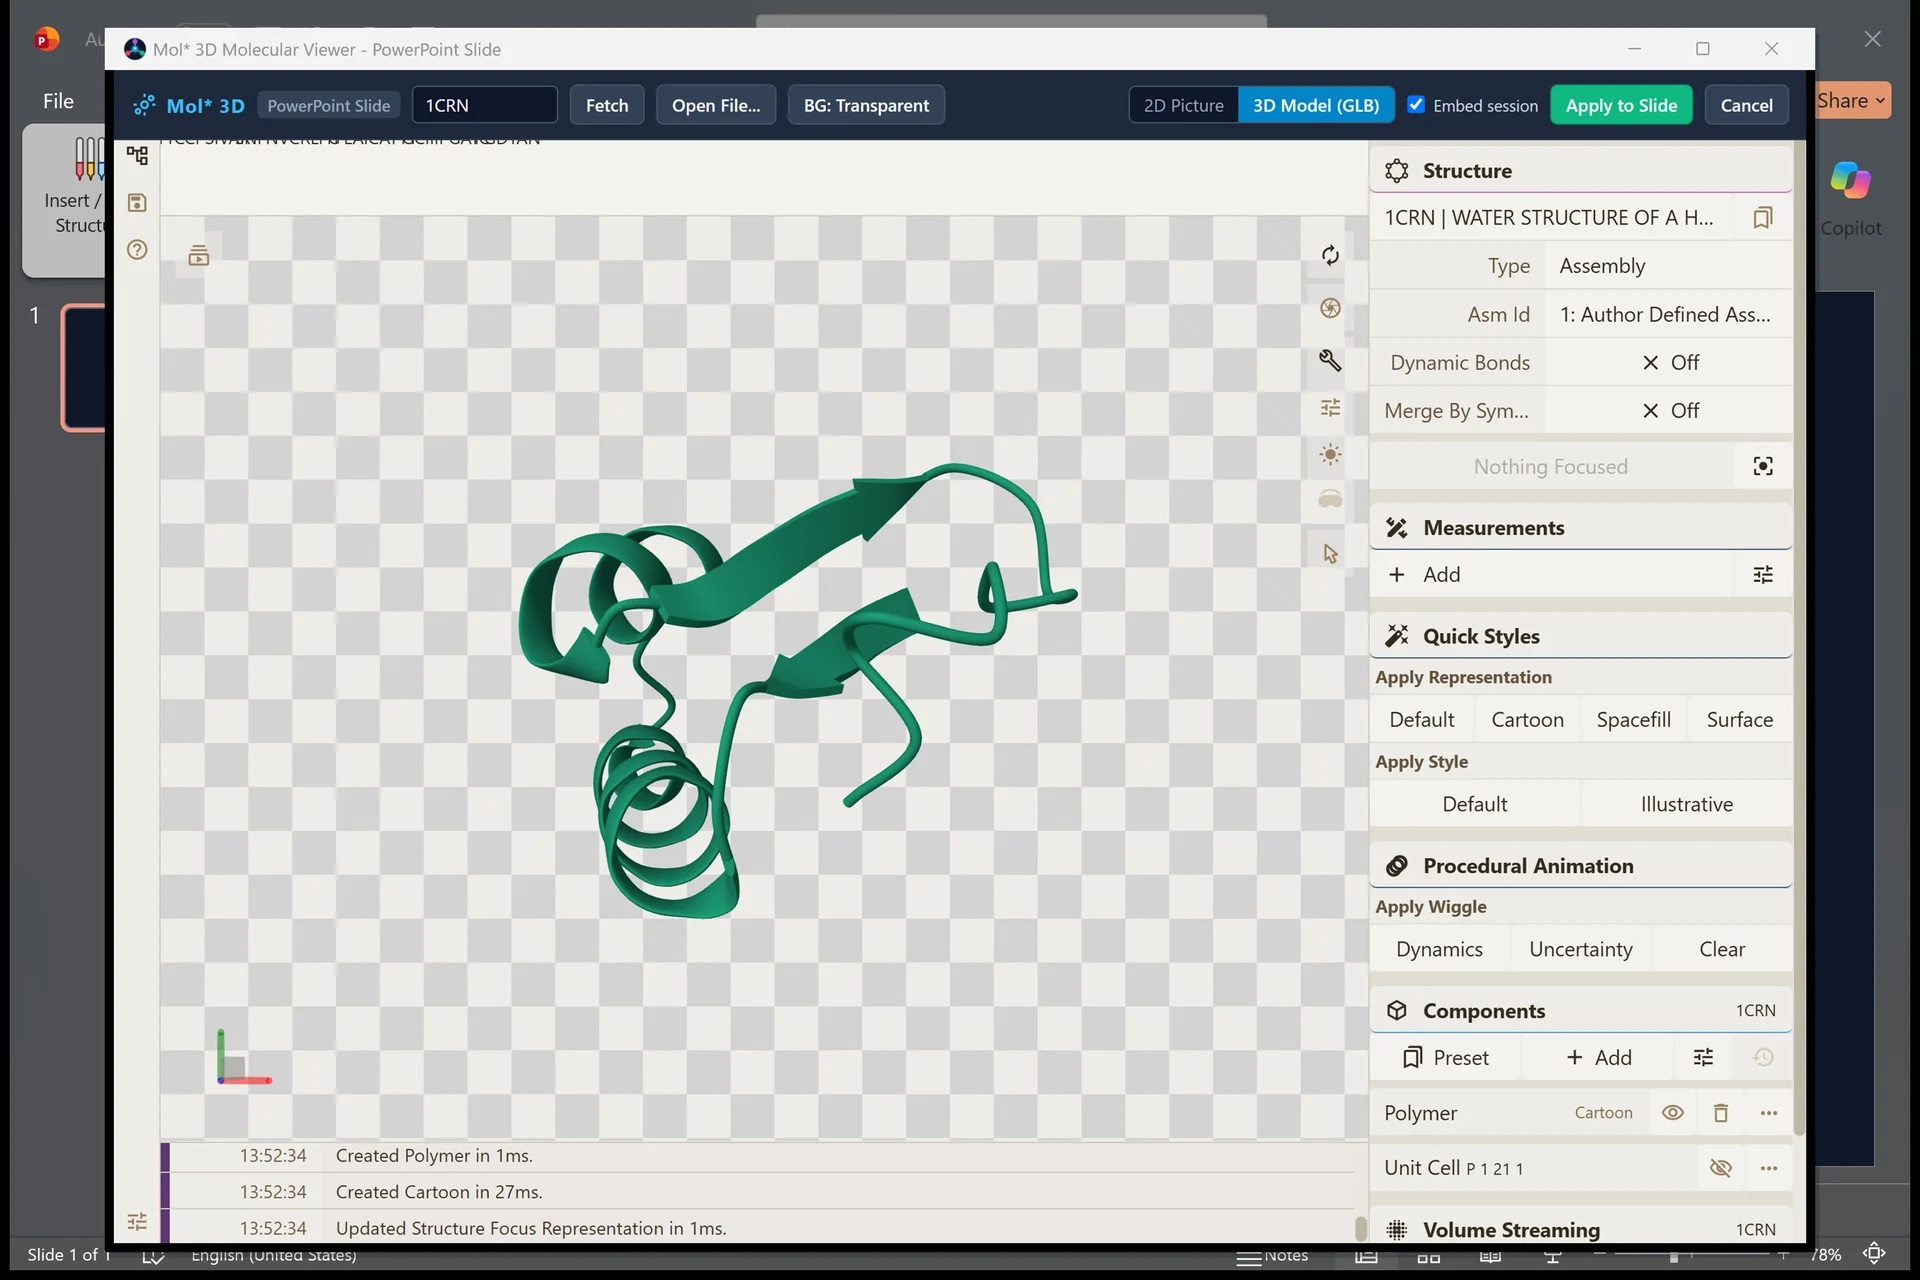 Mol* 3D Molecular Viewer - PowerPoint Slide
File
Share
Mol* 3D
PowerPoint Slide
1CRN
Fetch
Open File...
BG: Transparent
2D Picture
3D Model (GLB)
Embed session
Apply to Slide
Cancel
Insert /
Copilot
1
Structure
1CRN | WATER STRUCTURE OF A H...
Type Assembly
Asm Id 1: Author Defined Ass...
Dynamic Bonds Off
Merge By Sym... Off
Nothing Focused
Measurements
Add
Quick Styles
Apply Representation
Default Cartoon Spacefill Surface
Apply Style
Default Illustrative
Procedural Animation
Apply Wiggle
Dynamics Uncertainty Clear
Components 1CRN
Preset Add
Polymer Cartoon
Unit Cell P 1 21 1
Volume Streaming 1CRN
13:52:34 Created Polymer in 1ms.
13:52:34 Created Cartoon in 27ms.
13:52:34 Updated Structure Focus Representation in 1ms.
Slide 1 of 1
English (United States)
Notes
78%